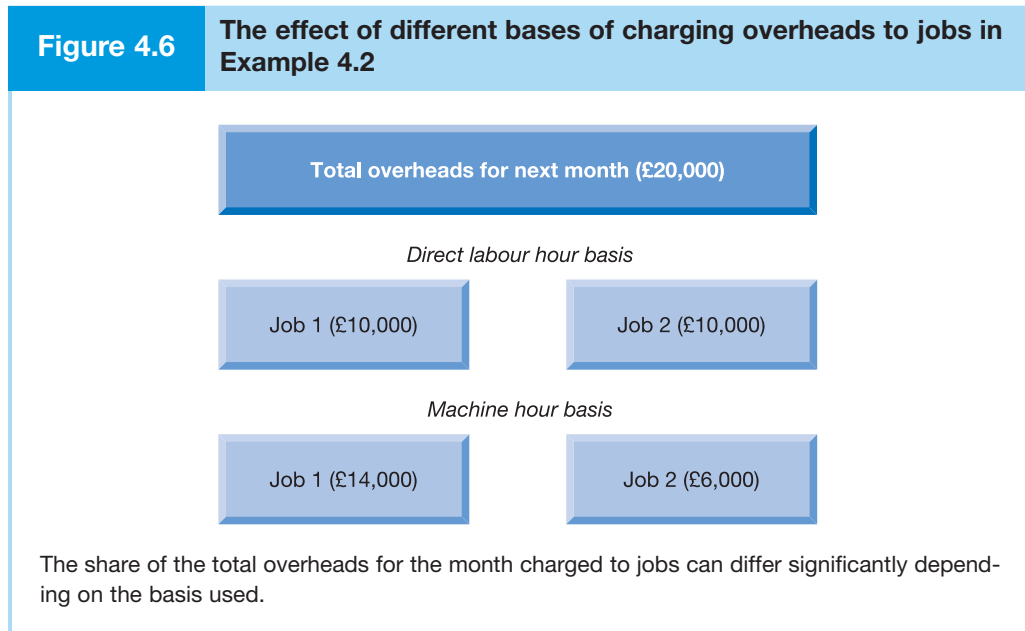 Figure 4.6
The effect of different bases of charging overheads to jobs in
Example 4.2
Total overheads for next month (£20,000)
Direct labour hour basis
Job 1 (£10,000)
Job 2 (£10,000)
Machine hour basis
Job 1 (£14,000)
Job 2 (£6,000)
The share of the total overheads for the month charged to jobs can differ significantly depend-
ing on the basis used.